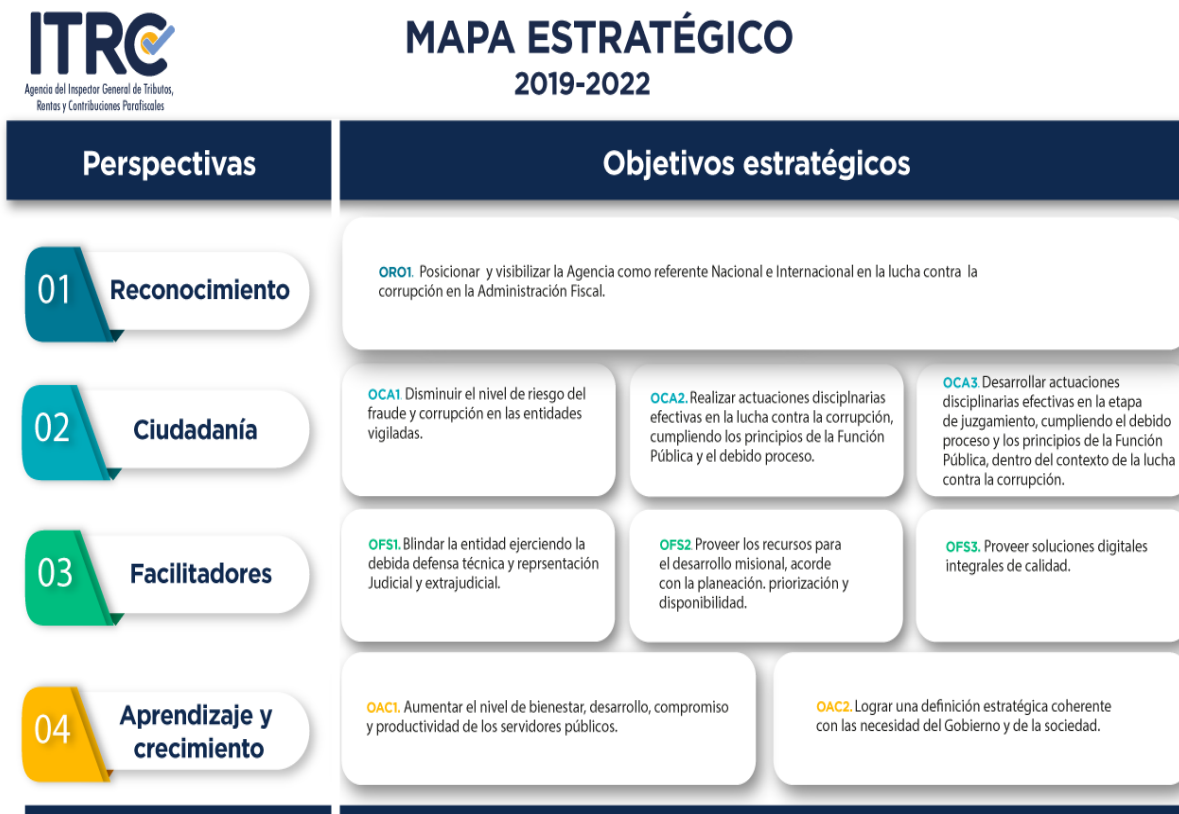 ITRC
Agencia del Inspector General de Tributos,
Rentas y Contribuciones Parafiscales
MAPA ESTRATÉGICO
2019-2022
Perspectivas
Objetivos estratégicos
01
Reconocimiento
ORO1. Posicionar y visibilizar la Agencia como referente Nacional e Internacional en la lucha contra la
corrupción en la Administración Fiscal.
02
Ciudadanía
OCA1. Disminuir el nivel de riesgo del
fraude y corrupción en las entidades
vigiladas.
OCA2. Realizar actuaciones disciplnarias
efectivas en la lucha contra la corrupción,
cumpliendo los principios de la Función
Pública y el debido proceso.
OCA3. Desarrollar actuaciones
disciplinarias efectivas en la etapa
de juzgamiento, cumpliendo el debido
proceso y los principios de la Función
Pública, dentro del contexto de la lucha
contra la corrupción.
03
Facilitadores
OFS1. Blindar la entidad ejerciendo la
debida defensa técnica y reprsentación
Judicial y extrajudicial.
OFS2 Proveer los recursos para
el desarrollo misional, acorde
con la planeación. priorización y
disponibilidad.
OFS3. Proveer soluciones digitales
integrales de calidad.
04
Aprendizaje y
crecimiento
OAC1. Aumentar el nivel de bienestar, desarrollo, compromiso
y productividad de los servidores públicos.
OAC2. Lograr una definición estratégica coherente
con las necesidad del Gobierno y de la sociedad.